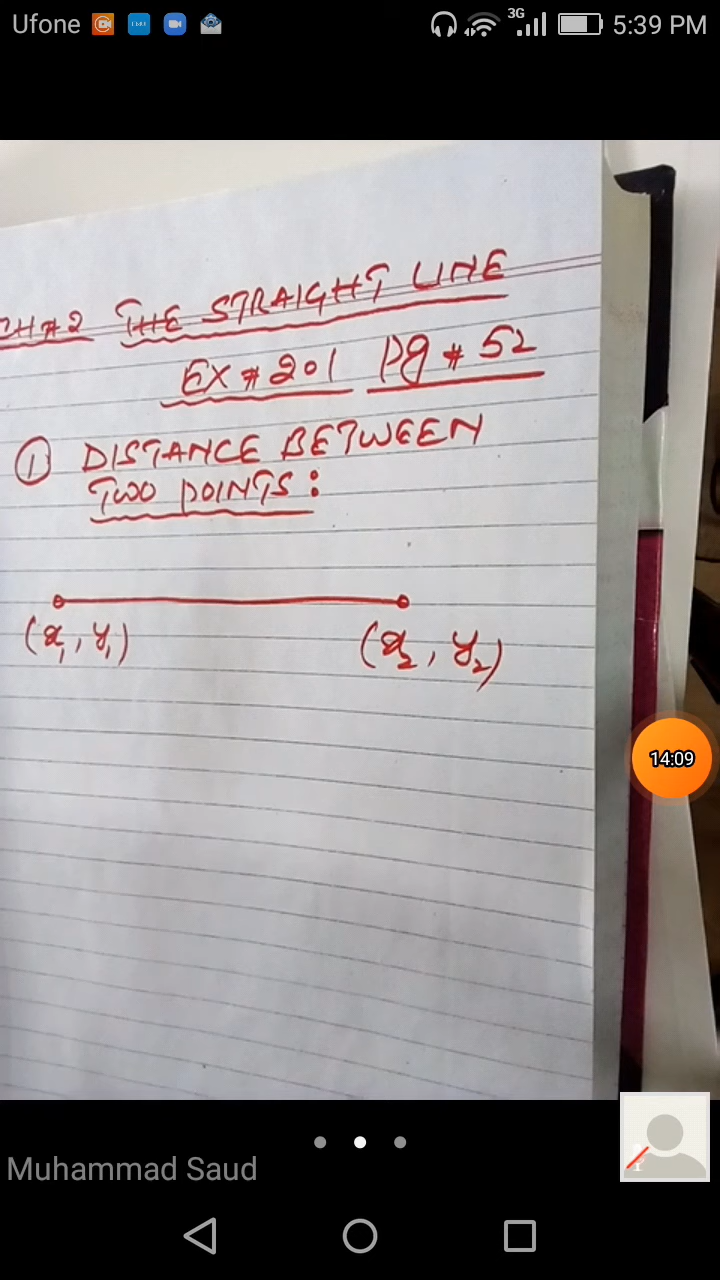 Ufone 3G 5:39 PM
CH#2 THE STRAIGHT LINE
EX # 2.1 Pg # 52
① DISTANCE BETWEEN
TWO POINTS:
(x₁, y₁) (x₂, y₂)
14:09
Muhammad Saud